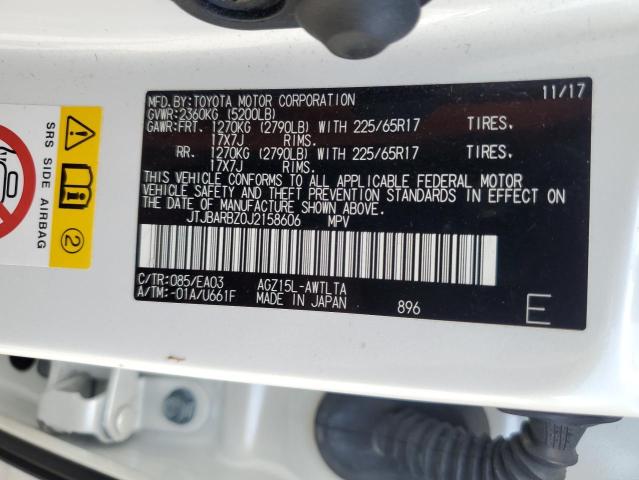 MFD.BY:TOYOTA MOTOR CORPORATION 11/17
GVWR:2360KG (5200LB)
GAWR:FRT. 1270KG (2790LB) WITH 225/65R17 TIRES.
17X7J RIMS.
RR. 1270KG (2790LB) WITH 225/65R17 TIRES.
17X7J RIMS.
THIS VEHICLE CONFORMS TO ALL APPLICABLE FEDERAL MOTOR
VEHICLE SAFETY AND THEFT PREVENTION STANDARDS IN EFFECT ON
THE DATE OF MANUFACTURE SHOWN ABOVE.
JTJBARBZ0J2158606 MPV
C/TR:085/EA03 AGZ15L-AWTLTA
A/TM:-01A/U661F MADE IN JAPAN 896 E
SRS SIDE AIRBAG
2